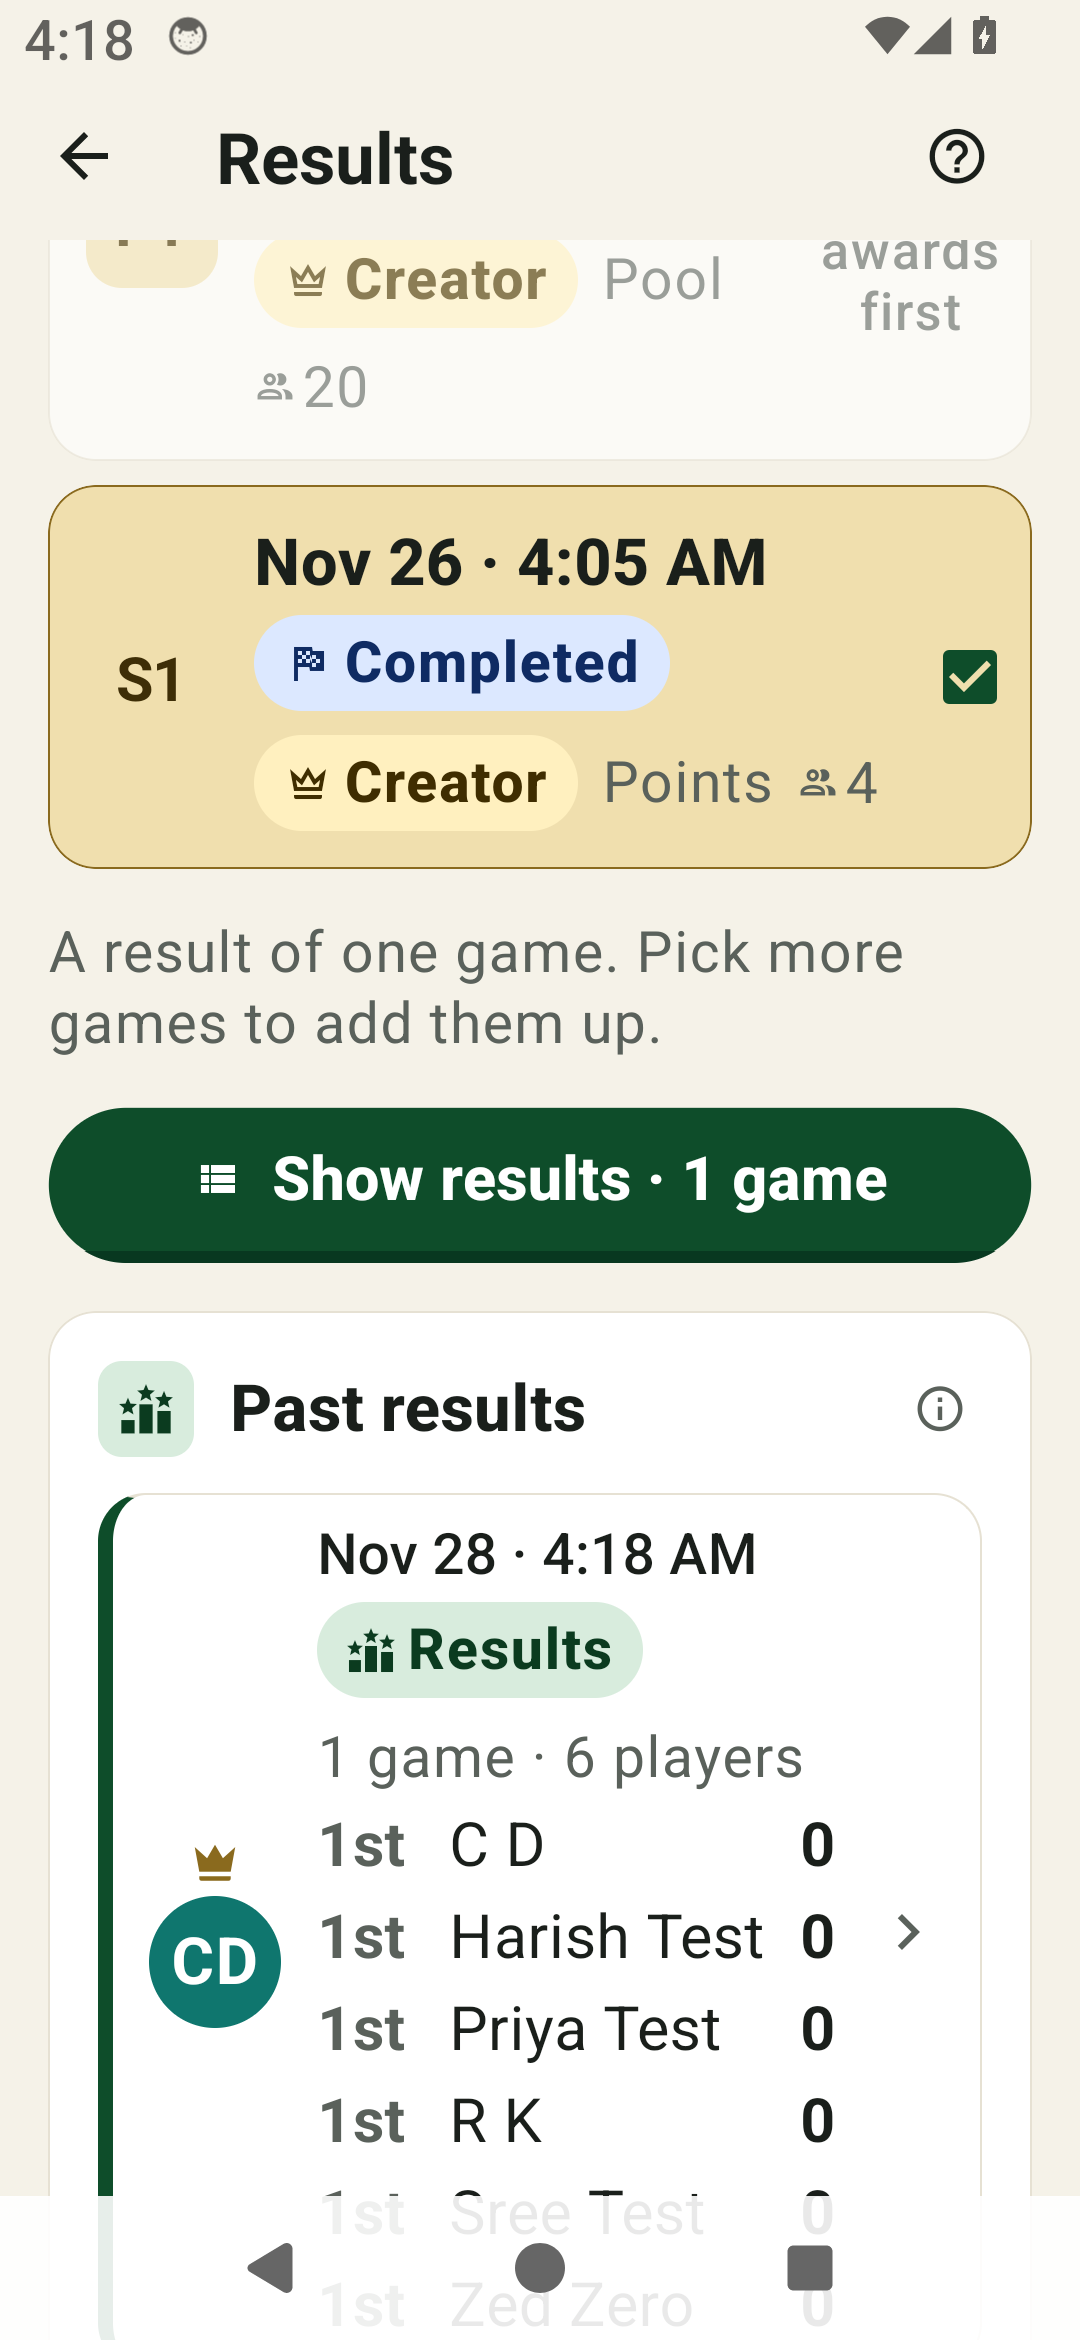 4:18
Results
awards
first
Creator Pool
20
Nov 26 · 4:05 AM
S1
Completed
Creator Points 4
A result of one game. Pick more
games to add them up.
Show results · 1 game
Past results
Nov 28 · 4:18 AM
Results
1 game · 6 players
CD
1st C D 0
1st Harish Test 0
1st Priya Test 0
1st R K 0
1st Sree Test 0
1st Zed Zero 0